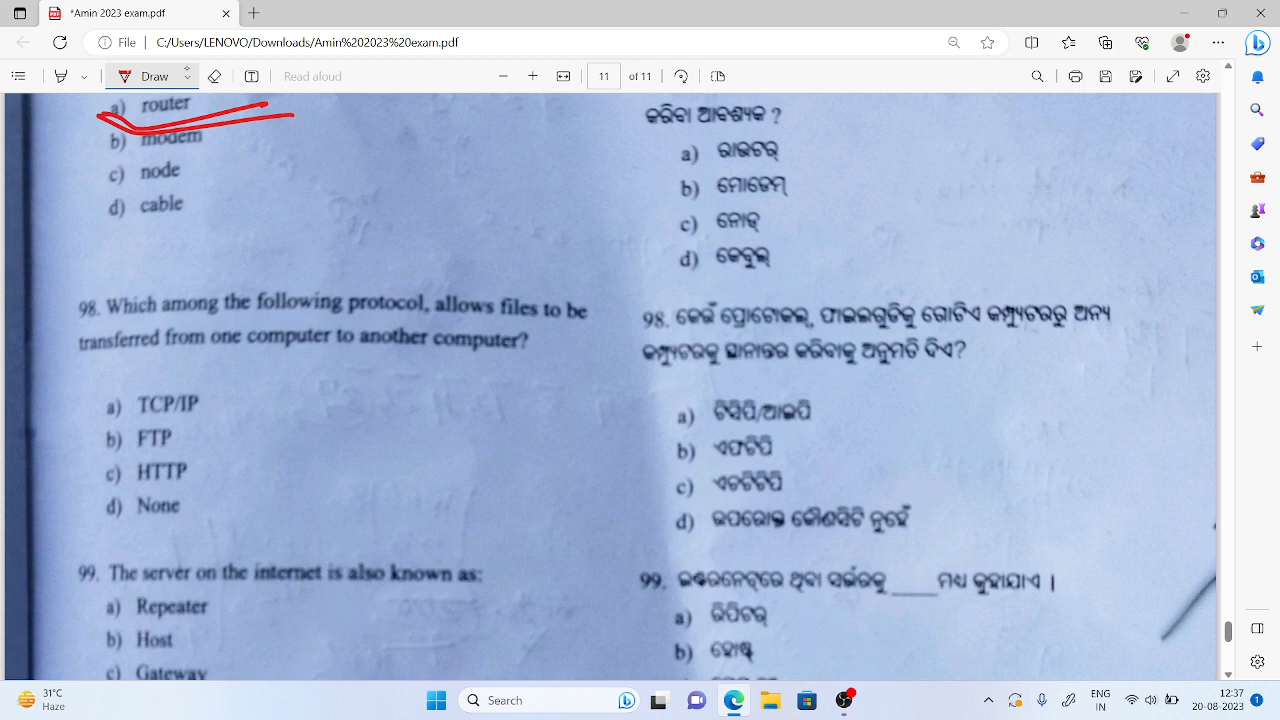 *Amin 2023 exam.pdf
File
C:/Users/LENOVO/Downloads/Amin%202023%20exam.pdf
Draw
Read aloud
11
of 11
a) router
b) modem
c) node
d) cable
98. Which among the following protocol, allows files to be
transferred from one computer to another computer?
a) TCP/IP
b) FTP
c) HTTP
d) None
99. The server on the internet is also known as:
a) Repeater
b) Host
c) Gateway
କରିବା ଆବଶ୍ୟକ ?
a) ରାଉଟର୍
b) ମୋଡେମ୍
c) ନୋଡ୍
d) କେବୁଲ୍
98. କେଉଁ ପ୍ରୋଟୋକଲ୍, ଫାଇଲଗୁଡିକୁ ଗୋଟିଏ କମ୍ପ୍ୟୁଟରରୁ ଅନ୍ୟ
କମ୍ପ୍ୟୁଟରକୁ ସ୍ଥାନାନ୍ତର କରିବାକୁ ଅନୁମତି ଦିଏ?
a) ଟିସିପି/ଆଇପି
b) ଏଫଟିପି
c) ଏଚଟିଟିପି
d) ଉପରୋକ୍ତ କୌଣସିଟି ନୁହେଁ
99. ଇଣ୍ଟରନେଟ୍‌ରେ ଥିବା ସର୍ଭରକୁ _____ ମଧ୍ୟ କୁହାଯାଏ ।
a) ରିପିଟର୍
b) ହୋଷ୍ଟ
31°C
Haze
Search
ENG
IN
12:37
20-08-2023
1